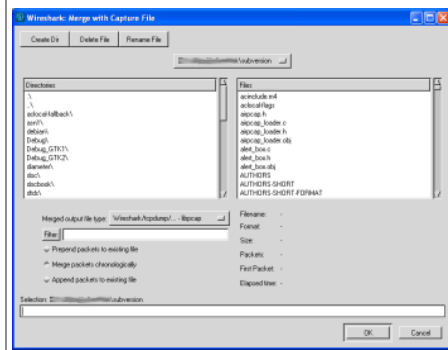 Wireshark: Merge with Capture File
Create Dir Delete File Rename File
\subversion
Directories
.\
..\
aclocal-fallback\
asn1\
debian\
Debug\
Debug_GTK1\
Debug_GTK2\
diameter\
doc\
docbook\
dtds\
Files
acinclude.m4
aclocal-flags
airpcap.h
airpcap_loader.c
airpcap_loader.h
airpcap_loader.obj
alert_box.c
alert_box.h
alert_box.obj
AUTHORS
AUTHORS-SHORT
AUTHORS-SHORT-FORMAT
Merged output file type: Wireshark/tcpdump/... - libpcap
Filter:
Prepend packets to existing file
Merge packets chronologically
Append packets to existing file
Filename: -
Format: -
Size: -
Packets: -
First Packet: -
Elapsed time: -
Selection: \subversion
OK Cancel